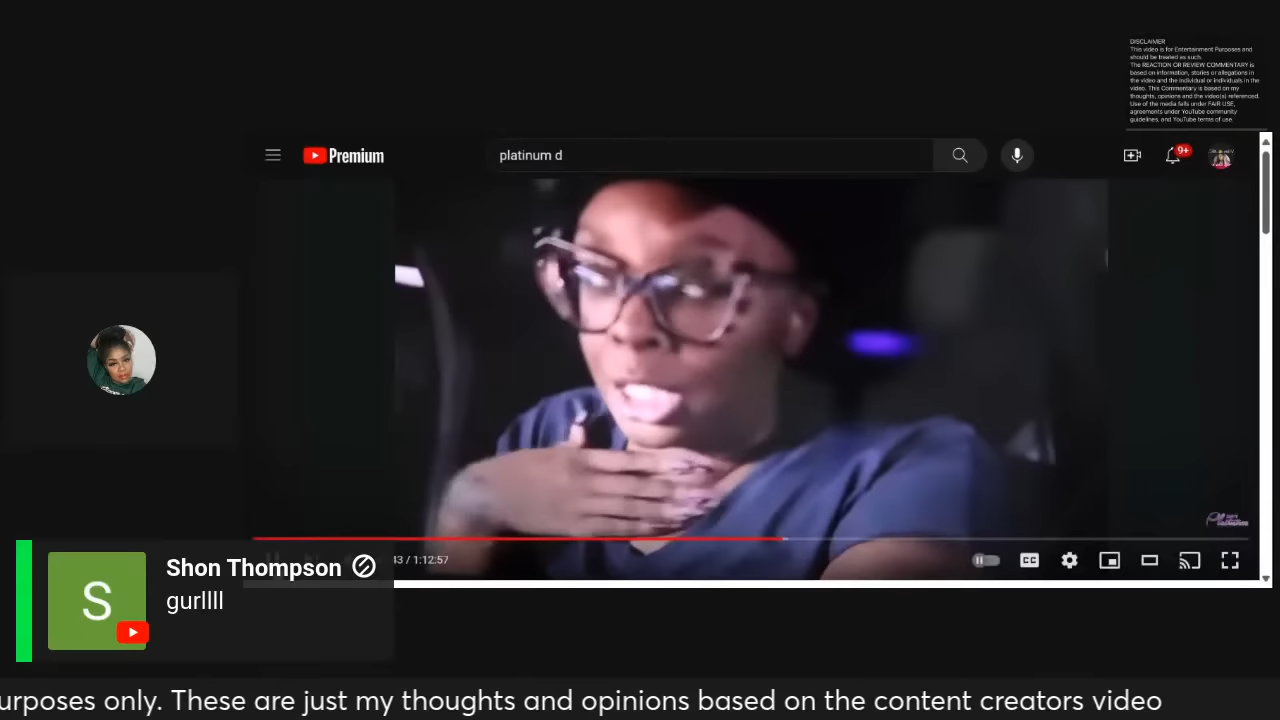 DISCLAIMER
This video is for Entertainment Purposes and
should be treated as such.
The REACTION OR REVIEW COMMENTARY is
based on information, stories or allegations in
the video and the individual or individuals in the
video. This Commentary is based on my
thoughts, opinions and the video(s) referenced.
Use of the media falls under FAIR USE,
agreements under YouTube community
guidelines, and YouTube terms of use.
Premium
platinum d
9+
43 / 1:12:57
CC
S
Shon Thompson
gurllll
urposes only. These are just my thoughts and opinions based on the content creators video